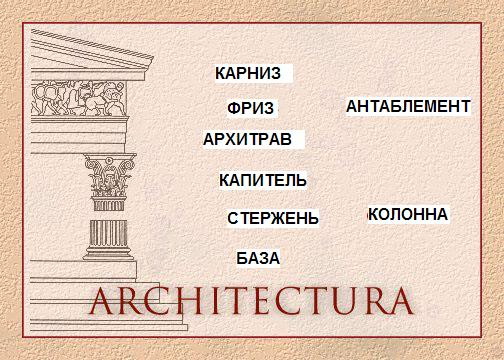 КАРНИЗ
ФРИЗ
АНТАБЛЕМЕНТ
АРХИТРАВ
КАПИТЕЛЬ
СТЕРЖЕНЬ
КОЛОННА
БАЗА
ARCHITECTURA